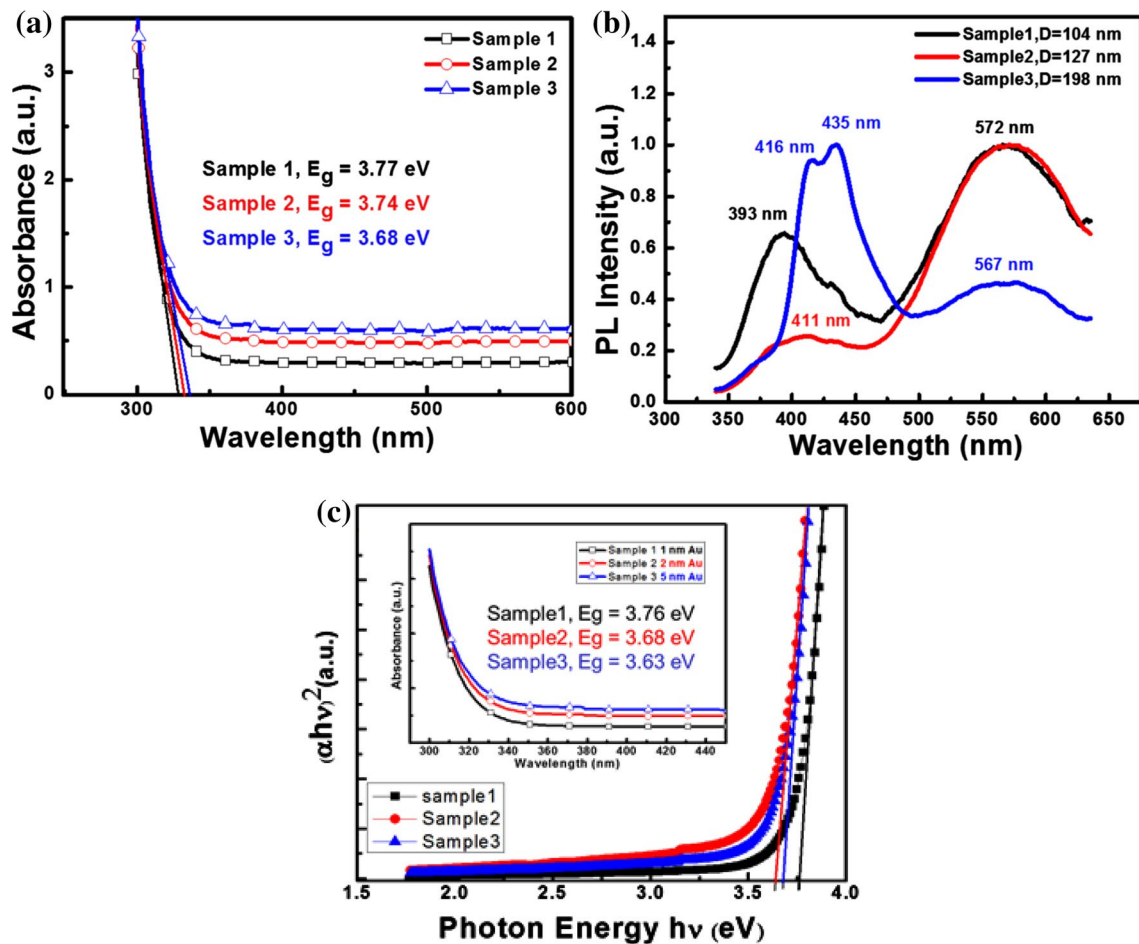 (a)
Sample 1
Sample 2
Sample 3
Sample 1, Eg = 3.77 eV
Sample 2, Eg = 3.74 eV
Sample 3, Eg = 3.68 eV
Absorbance (a.u.)
3
2
1
0
300
400
500
600
Wavelength (nm)
(b)
Sample1,D=104 nm
Sample2,D=127 nm
Sample3,D=198 nm
435 nm
416 nm
572 nm
393 nm
567 nm
411 nm
PL Intensity (a.u.)
1.4
1.2
1.0
0.8
0.6
0.4
0.2
0.0
300 350 400 450 500 550 600 650
Wavelength (nm)
(c)
Sample 1 1 nm Au
Sample 2 2 nm Au
Sample 3 5 nm Au
Sample1, Eg = 3.76 eV
Sample2, Eg = 3.68 eV
Sample3, Eg = 3.63 eV
Absorbance (a.u.)
300 320 340 360 380 400 420 440
Wavelength (nm)
sample1
Sample2
Sample3
(αhν)²(a.u.)
1.5 2.0 2.5 3.0 3.5 4.0
Photon Energy hν (eV)